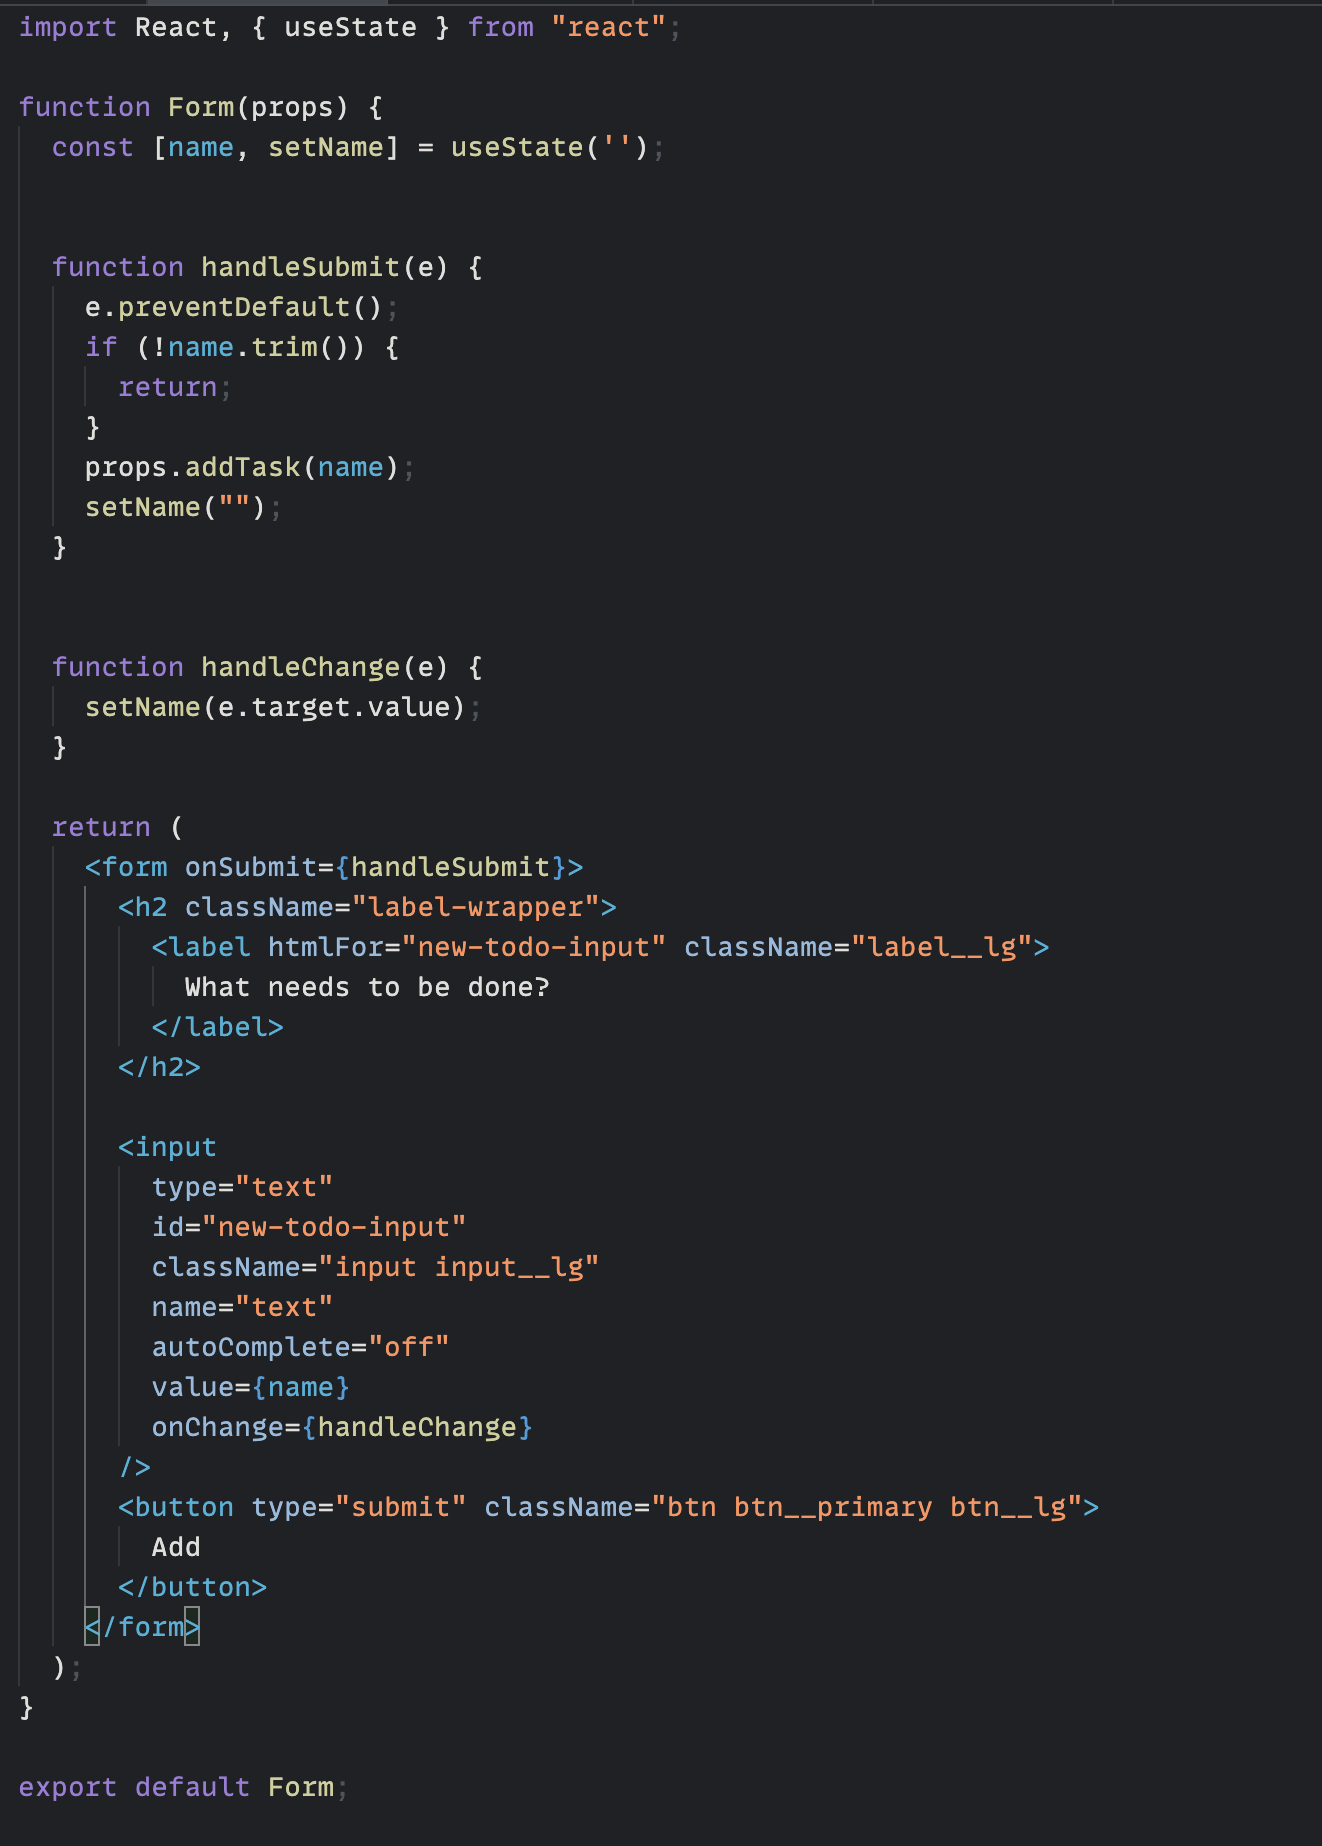 import React, { useState } from "react";
function Form(props) {
const [name, setName] = useState('');
function handleSubmit(e) {
e.preventDefault();
if (!name.trim()) {
return;
}
props.addTask(name);
setName("");
}
function handleChange(e) {
setName(e.target.value);
}
return (
<form onSubmit={handleSubmit}>
<h2 className="label-wrapper">
<label htmlFor="new-todo-input" className="label__lg">
What needs to be done?
</label>
</h2>
<input
type="text"
id="new-todo-input"
className="input input__lg"
name="text"
autoComplete="off"
value={name}
onChange={handleChange}
/>
<button type="submit" className="btn btn__primary btn__lg">
Add
</button>
</form>
);
}
export default Form;